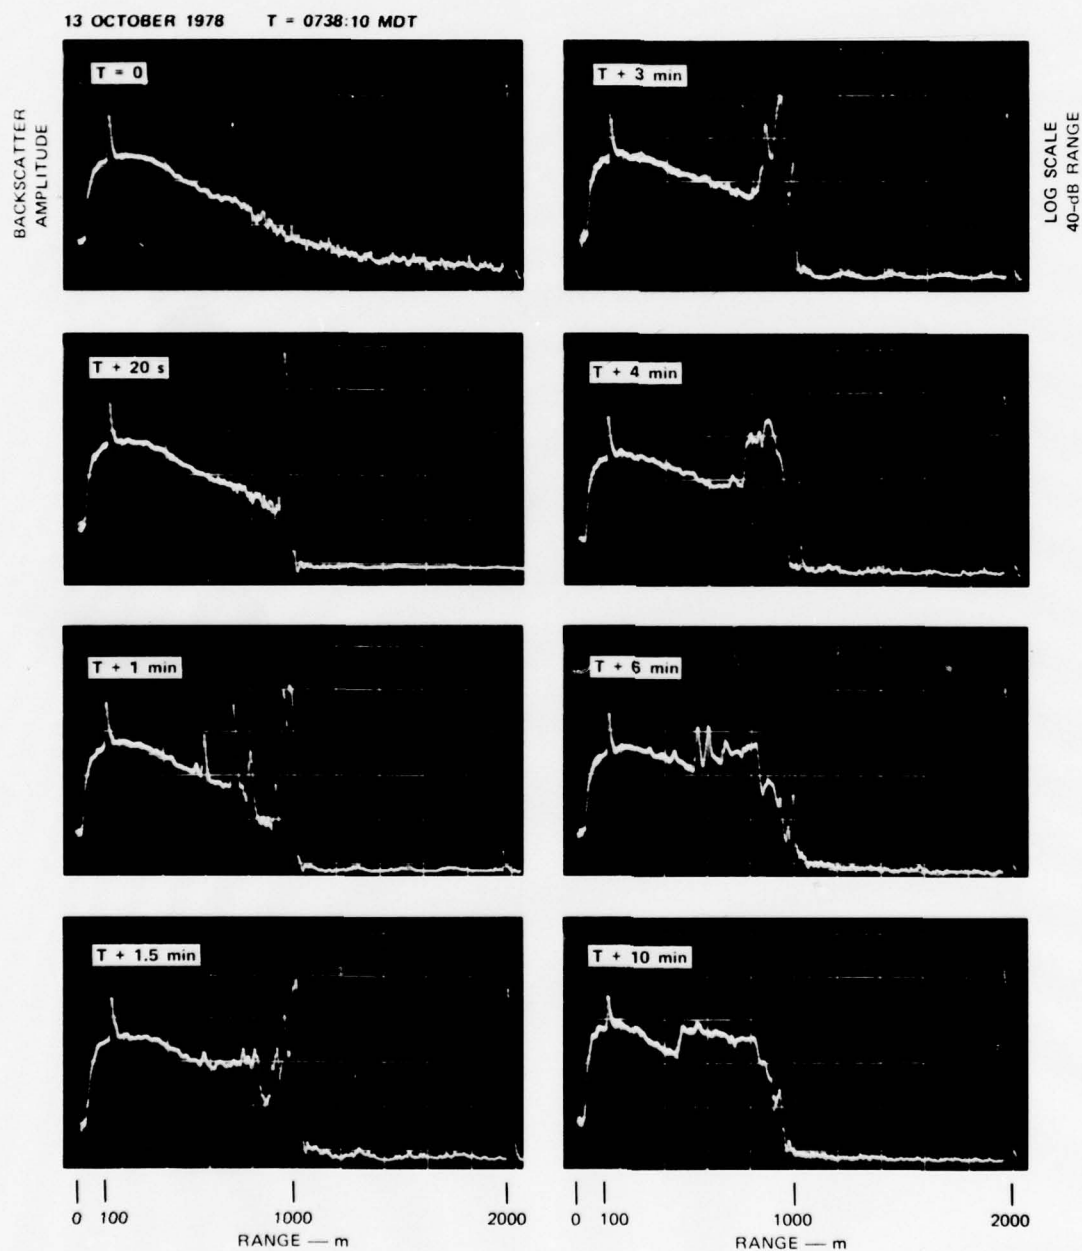 13 OCTOBER 1978 T = 0738:10 MDT
BACKSCATTER
AMPLITUDE
T = 0
T + 3 min
LOG SCALE
40-dB RANGE
T + 20 s
T + 4 min
T + 1 min
T + 6 min
T + 1.5 min
T + 10 min
0 100 1000 2000
RANGE — m
0 100 1000 2000
RANGE — m